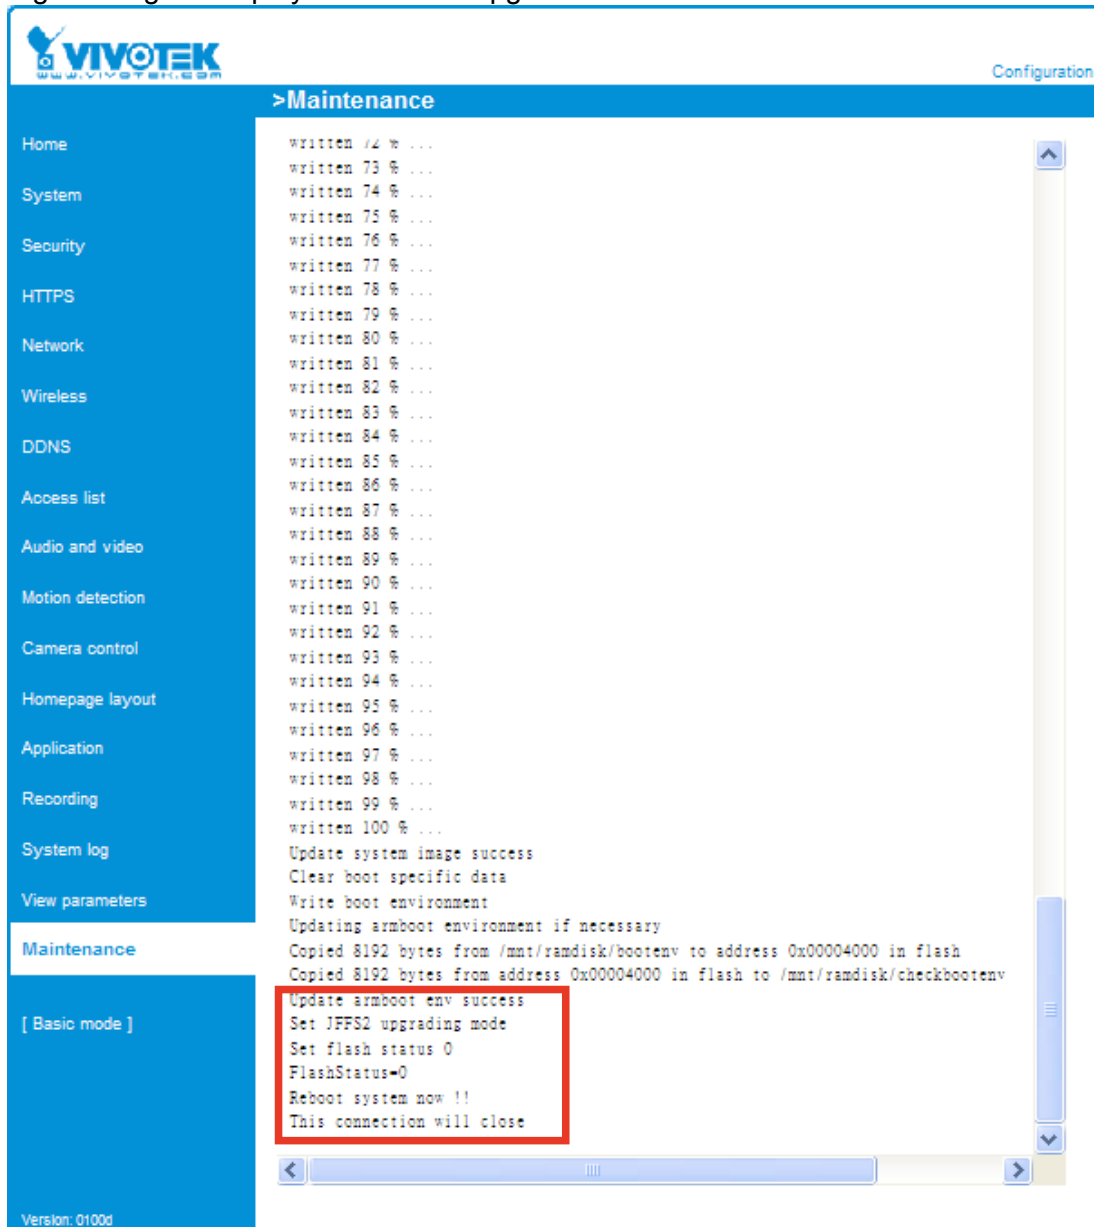 VIVOTEK
www.vivotek.com
Configuration
>Maintenance
Home
System
Security
HTTPS
Network
Wireless
DDNS
Access list
Audio and video
Motion detection
Camera control
Homepage layout
Application
Recording
System log
View parameters
Maintenance
[ Basic mode ]
Version: 0100d
written 72 % ...
written 73 % ...
written 74 % ...
written 75 % ...
written 76 % ...
written 77 % ...
written 78 % ...
written 79 % ...
written 80 % ...
written 81 % ...
written 82 % ...
written 83 % ...
written 84 % ...
written 85 % ...
written 86 % ...
written 87 % ...
written 88 % ...
written 89 % ...
written 90 % ...
written 91 % ...
written 92 % ...
written 93 % ...
written 94 % ...
written 95 % ...
written 96 % ...
written 97 % ...
written 98 % ...
written 99 % ...
written 100 % ...
Update system image success
Clear boot specific data
Write boot environment
Updating armboot environment if necessary
Copied 8192 bytes from /mnt/ramdisk/bootenv to address 0x00004000 in flash
Copied 8192 bytes from address 0x00004000 in flash to /mnt/ramdisk/checkbootenv
Update armboot env success
Set JFFS2 upgrading mode
Set flash status 0
FlashStatus=0
Reboot system now !!
This connection will close